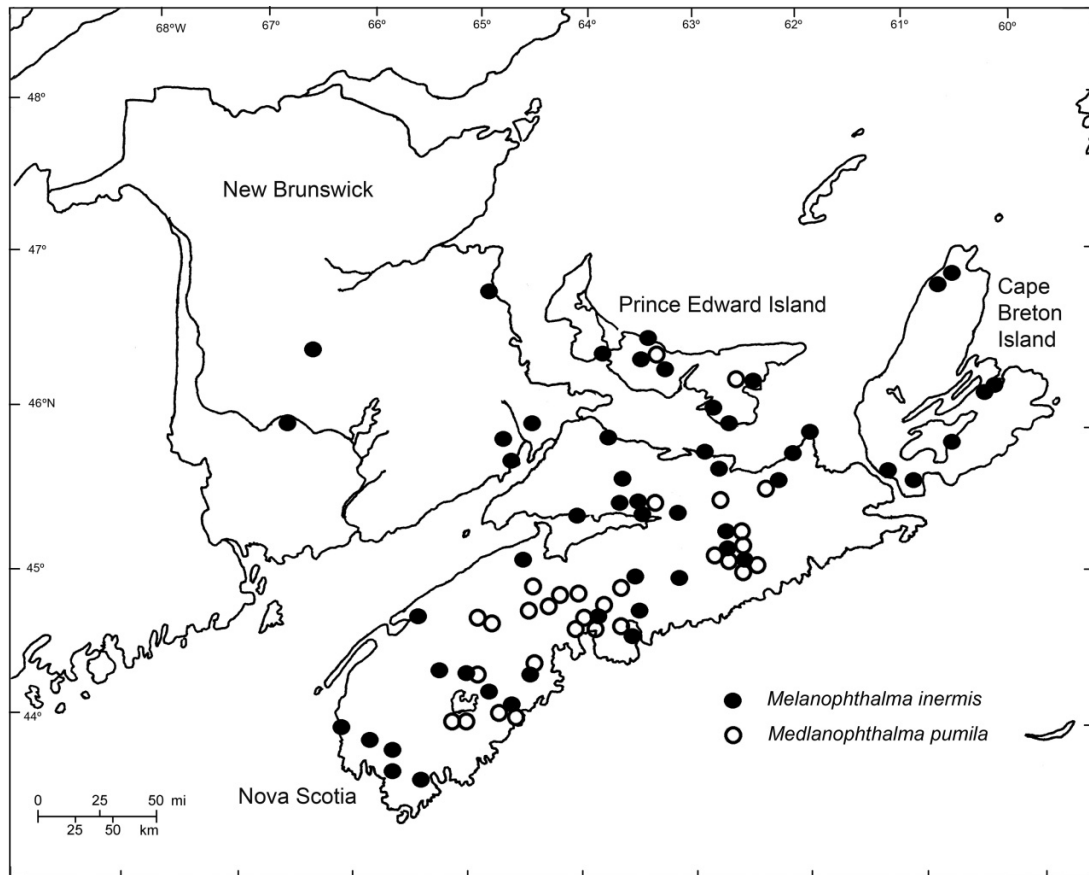 68°W 67° 66° 65° 64° 63° 62° 61° 60°
48°
New Brunswick
47°
Prince Edward Island
Cape
Breton
Island
46°
45°
Melanophthalma inermis
44°
Medlanophthalma pumila
Nova Scotia
0 25 50 mi
25 50 km